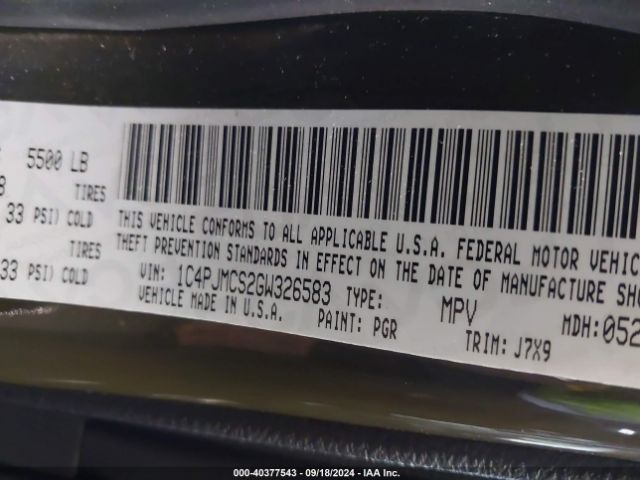 5500 LB
TIRES
33 PSI) COLD
TIRES
33 PSI) COLD
THIS VEHICLE CONFORMS TO ALL APPLICABLE U.S.A. FEDERAL MOTOR VEHIC
THEFT PREVENTION STANDARDS IN EFFECT ON THE DATE OF MANUFACTURE SHO
VIN: 1C4PJMCS2GW326583 TYPE: MPV MDH:052
VEHICLE MADE IN U.S.A. PAINT: PGR TRIM: J7X9
000-40377543 / 09/18/2024 / IAA Inc.